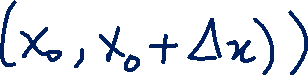 (x₀, x₀ + Δx))